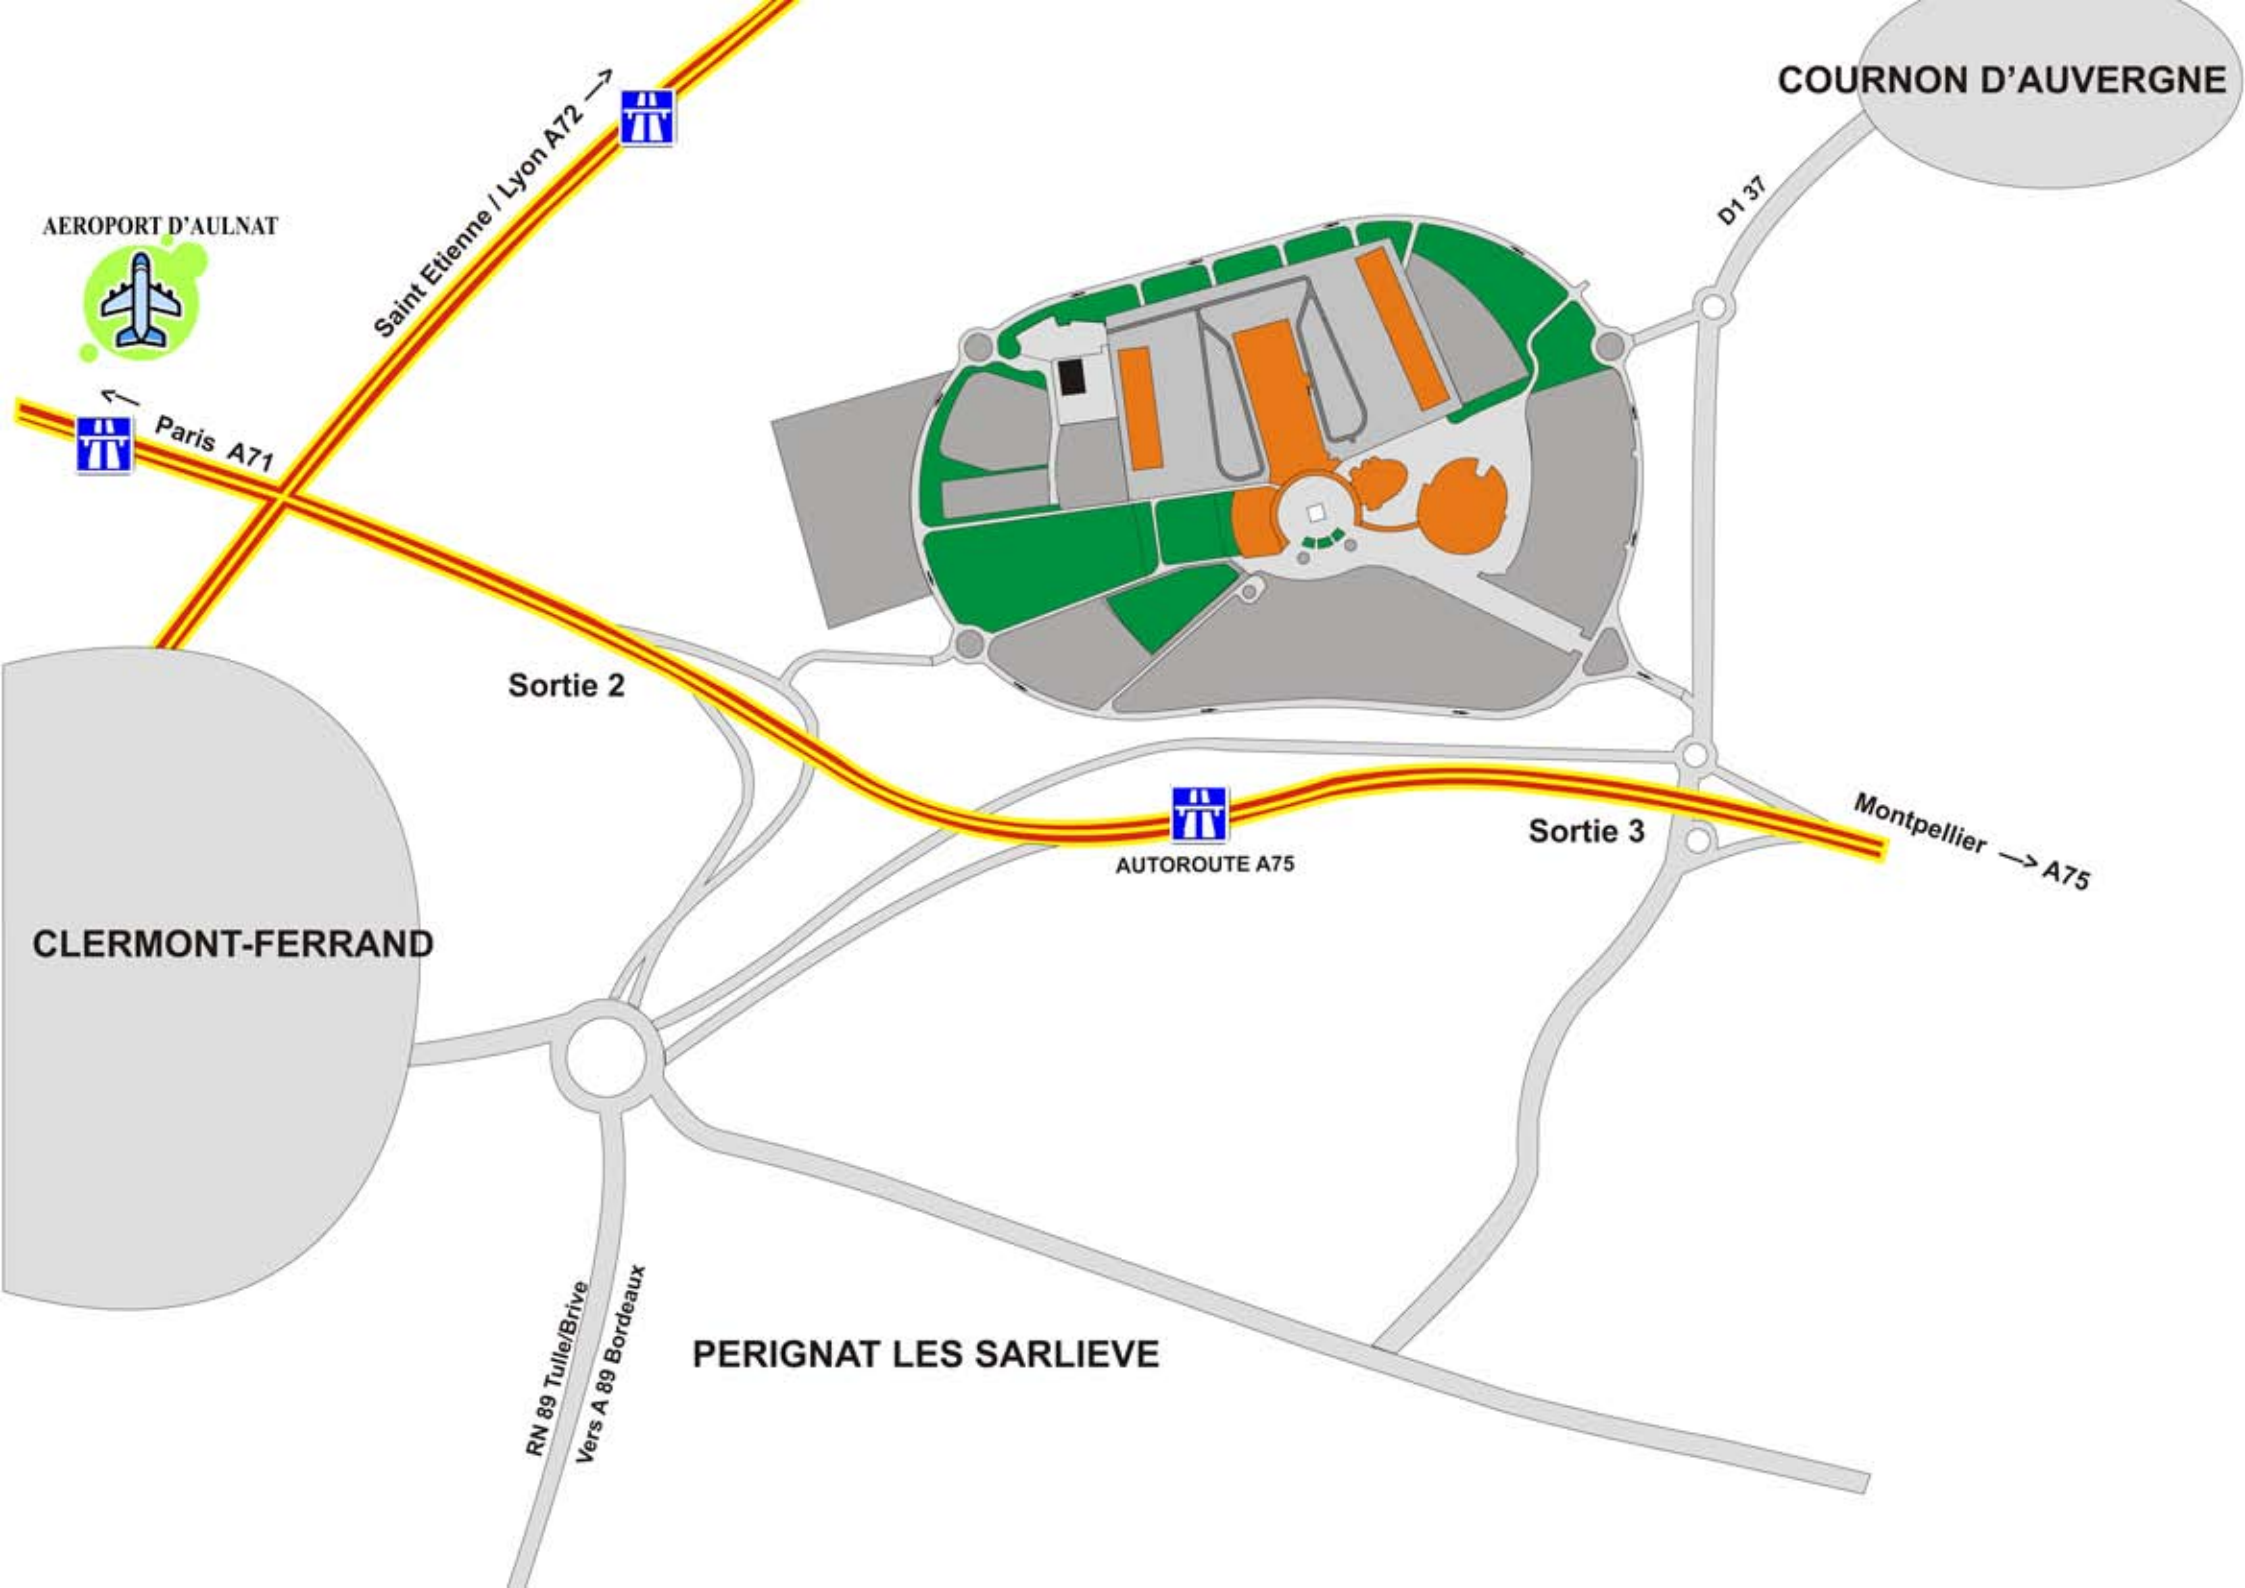 COURNON D'AUVERGNE
Saint Etienne / Lyon A72
D1 37
AEROPORT D'AULNAT
Paris A71
Sortie 2
Montpellier
A75
Sortie 3
AUTOROUTE A75
CLERMONT-FERRAND
RN 89 Tulle/Brive
Vers A 89 Bordeaux
PERIGNAT LES SARLIEVE